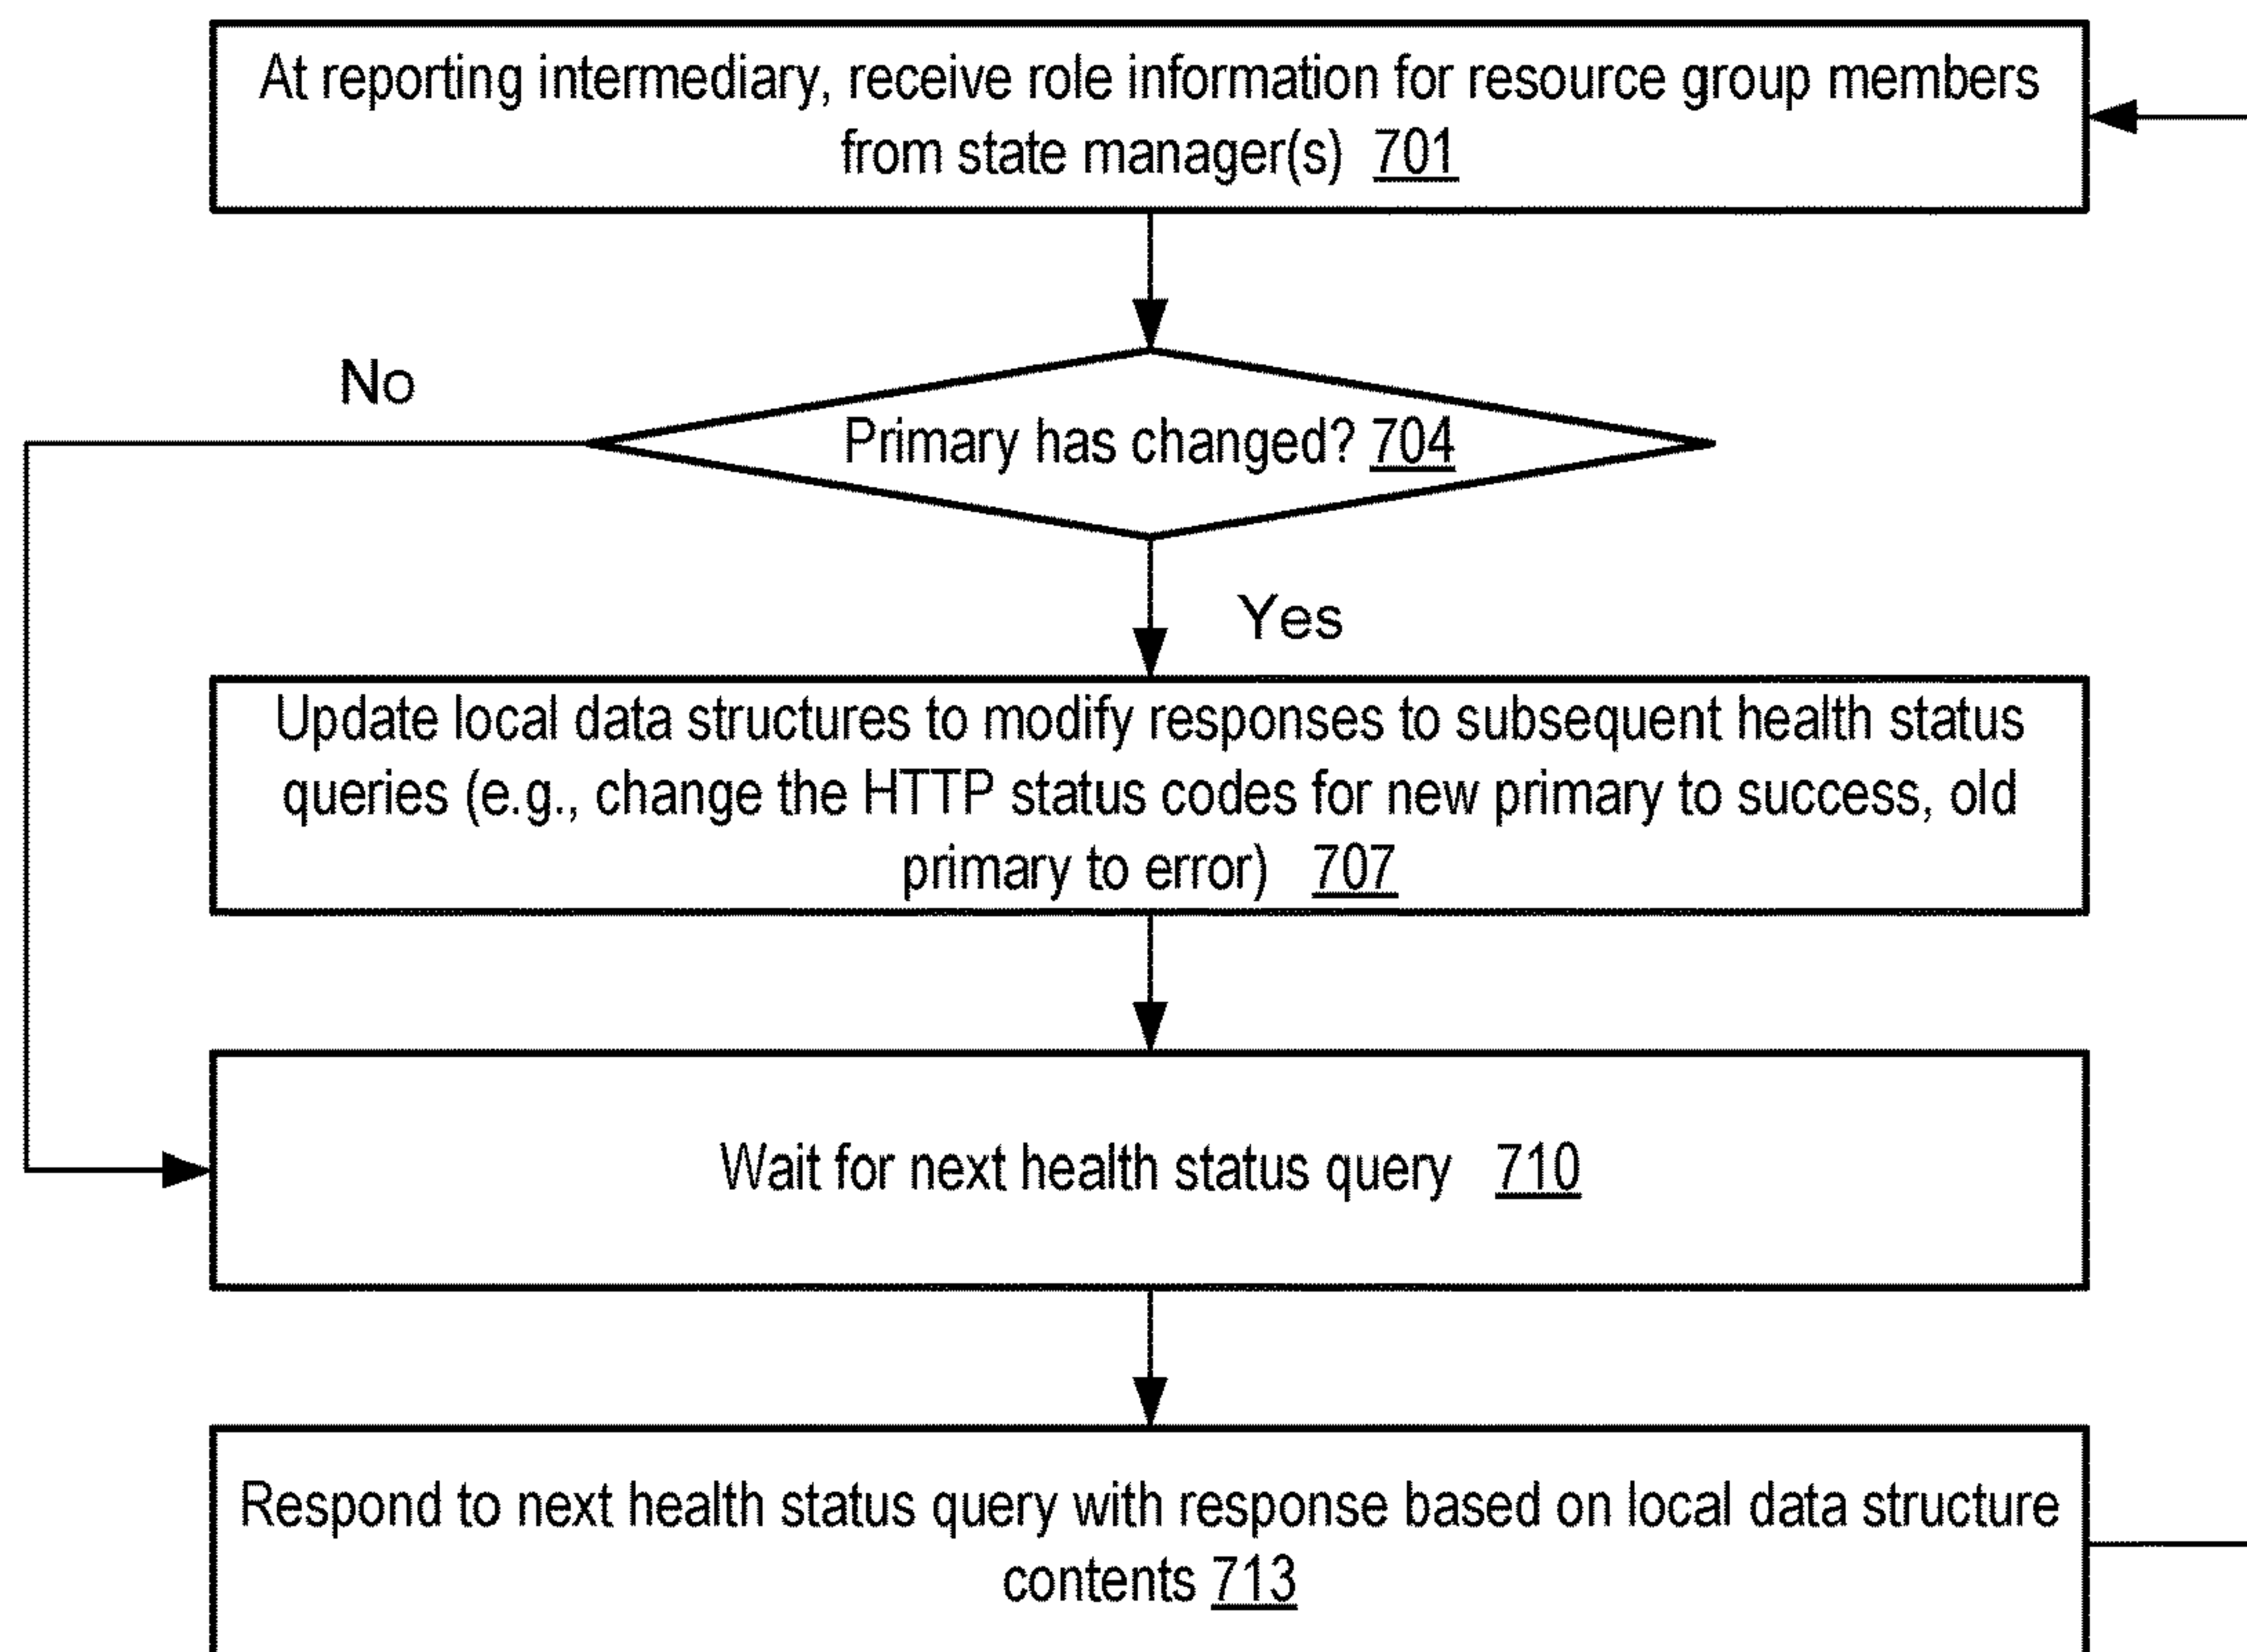 At reporting intermediary, receive role information for resource group members
from state manager(s) 701
No
Primary has changed? 704
Yes
Update local data structures to modify responses to subsequent health status
queries (e.g., change the HTTP status codes for new primary to success, old
primary to error) 707
Wait for next health status query 710
Respond to next health status query with response based on local data structure
contents 713